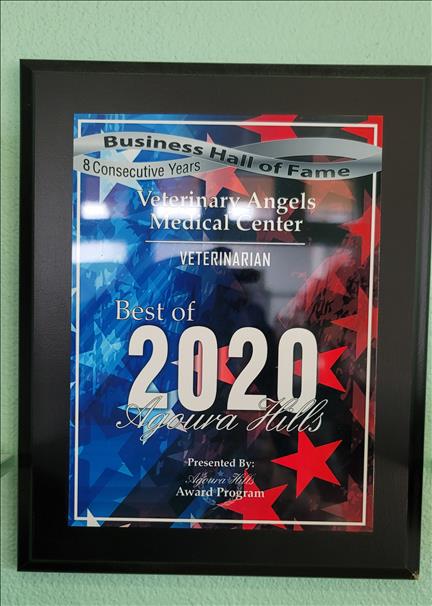 Business Hall of Fame
8 Consecutive Years
Veterinary Angels
Medical Center
VETERINARIAN
Best of
2020
Agoura Hills
Presented By:
Agoura Hills
Award Program